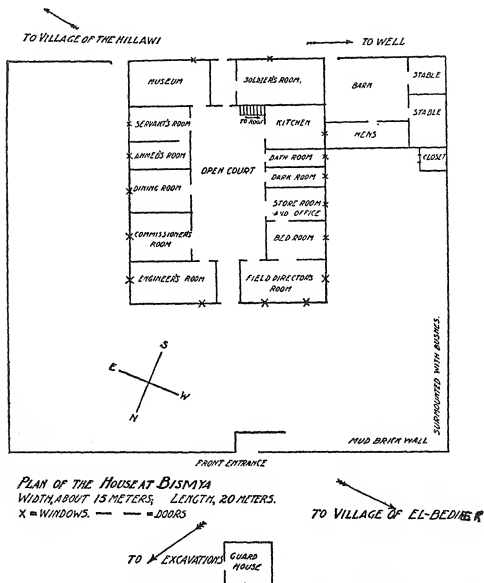 TO VILLAGE OF THE HILLAWI
TO WELL
MUSEUM
SOLDIER'S ROOM,
BARN
STABLE
STABLE
TO ROOF
SERVANT'S ROOM
KITCHEN
HENS
AHMED'S ROOM
OPEN COURT
BATH ROOM
CLOSET
DARK ROOM
DINING ROOM
STORE ROOM
AND OFFICE
COMMISSIONER'S
ROOM
BED ROOM
ENGINEER'S ROOM
FIELD DIRECTOR'S
ROOM
S
E
W
N
SURMOUNTED WITH BUSHES.
MUD BRICK WALL
FRONT ENTRANCE
PLAN OF THE HOUSE AT BISMYA
WIDTH, ABOUT 15 METERS; LENGTH, 20 METERS.
X = WINDOWS. — — = DOORS
TO VILLAGE OF EL-BEDHER
TO EXCAVATIONS
GUARD
HOUSE